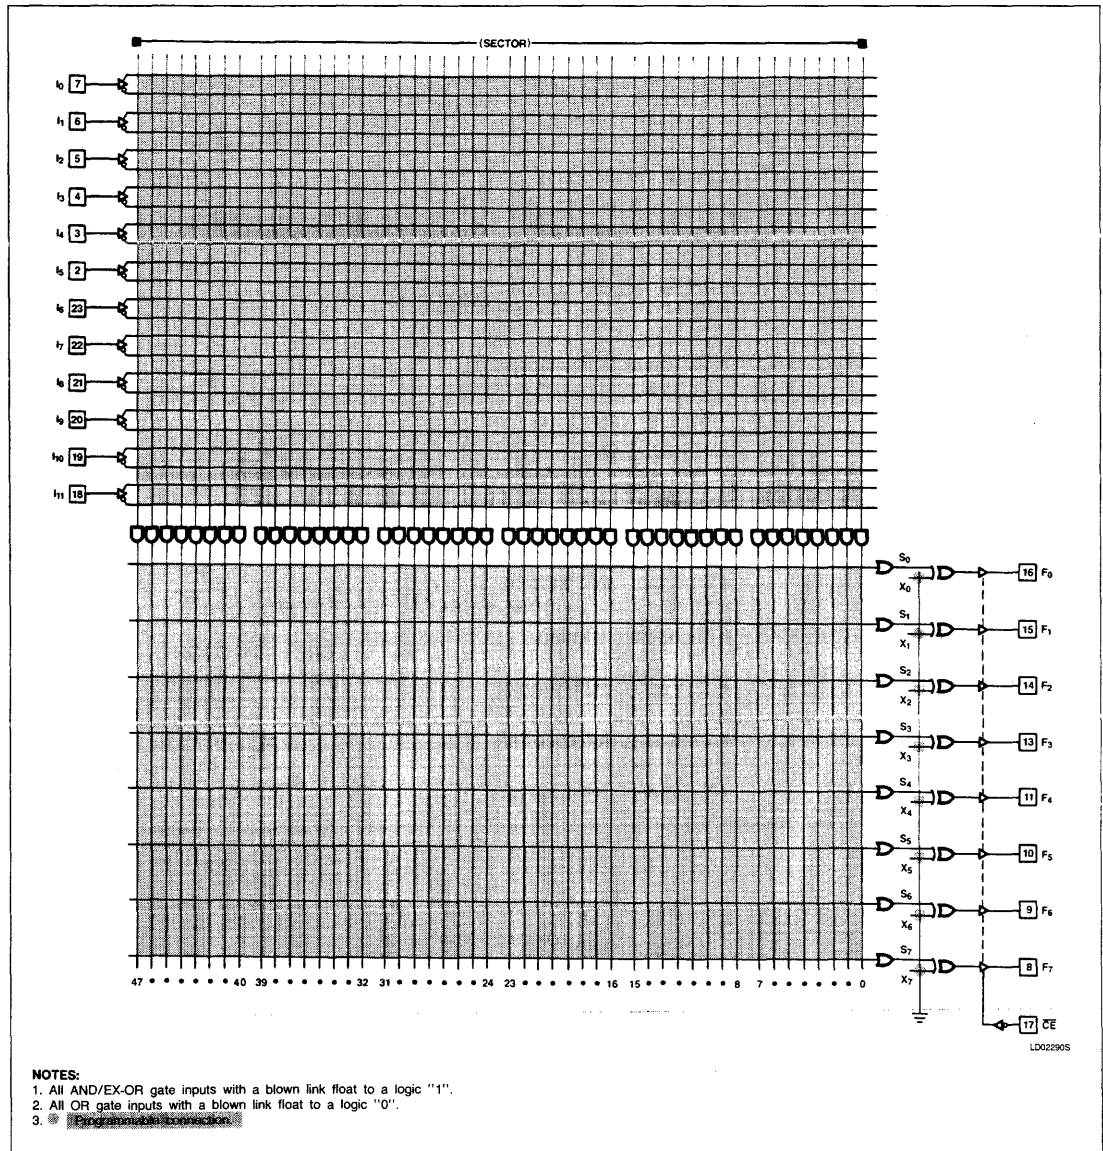 (SECTOR)
I0 7
I1 6
I2 5
I3 4
I4 3
I5 2
I6 23
I7 22
I8 21
I9 20
I10 19
I11 18
S0
X0
16 F0
S1
X1
15 F1
S2
X2
14 F2
S3
X3
13 F3
S4
X4
11 F4
S5
X5
10 F5
S6
X6
9 F6
S7
X7
8 F7
47 • • • • • • 40 39 • • • • • • 32 31 • • • • • • 24 23 • • • • • • 16 15 • • • • • • 8 7 • • • • • • 0
17 C̅E̅
LD02290S
NOTES:
1. All AND/EX-OR gate inputs with a blown link float to a logic "1".
2. All OR gate inputs with a blown link float to a logic "0".
3. Programmable connection.